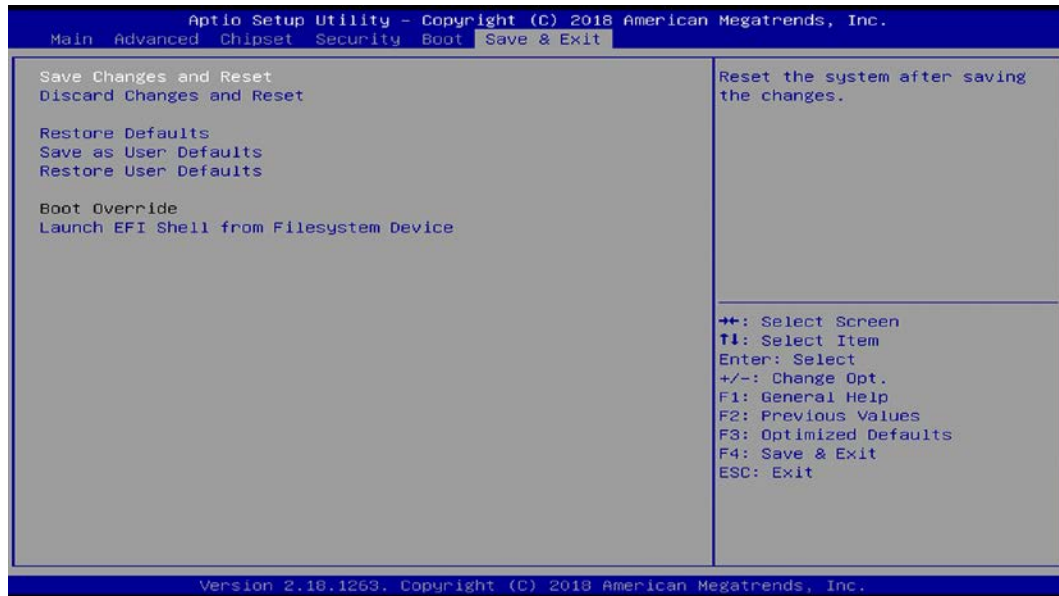 Aptio Setup Utility – Copyright (C) 2018 American Megatrends, Inc.
Main Advanced Chipset Security Boot Save & Exit
Save Changes and Reset
Discard Changes and Reset
Restore Defaults
Save as User Defaults
Restore User Defaults
Boot Override
Launch EFI Shell from Filesystem Device
Reset the system after saving
the changes.
→←: Select Screen
↑↓: Select Item
Enter: Select
+/-: Change Opt.
F1: General Help
F2: Previous Values
F3: Optimized Defaults
F4: Save & Exit
ESC: Exit
Version 2.18.1263. Copyright (C) 2018 American Megatrends, Inc.